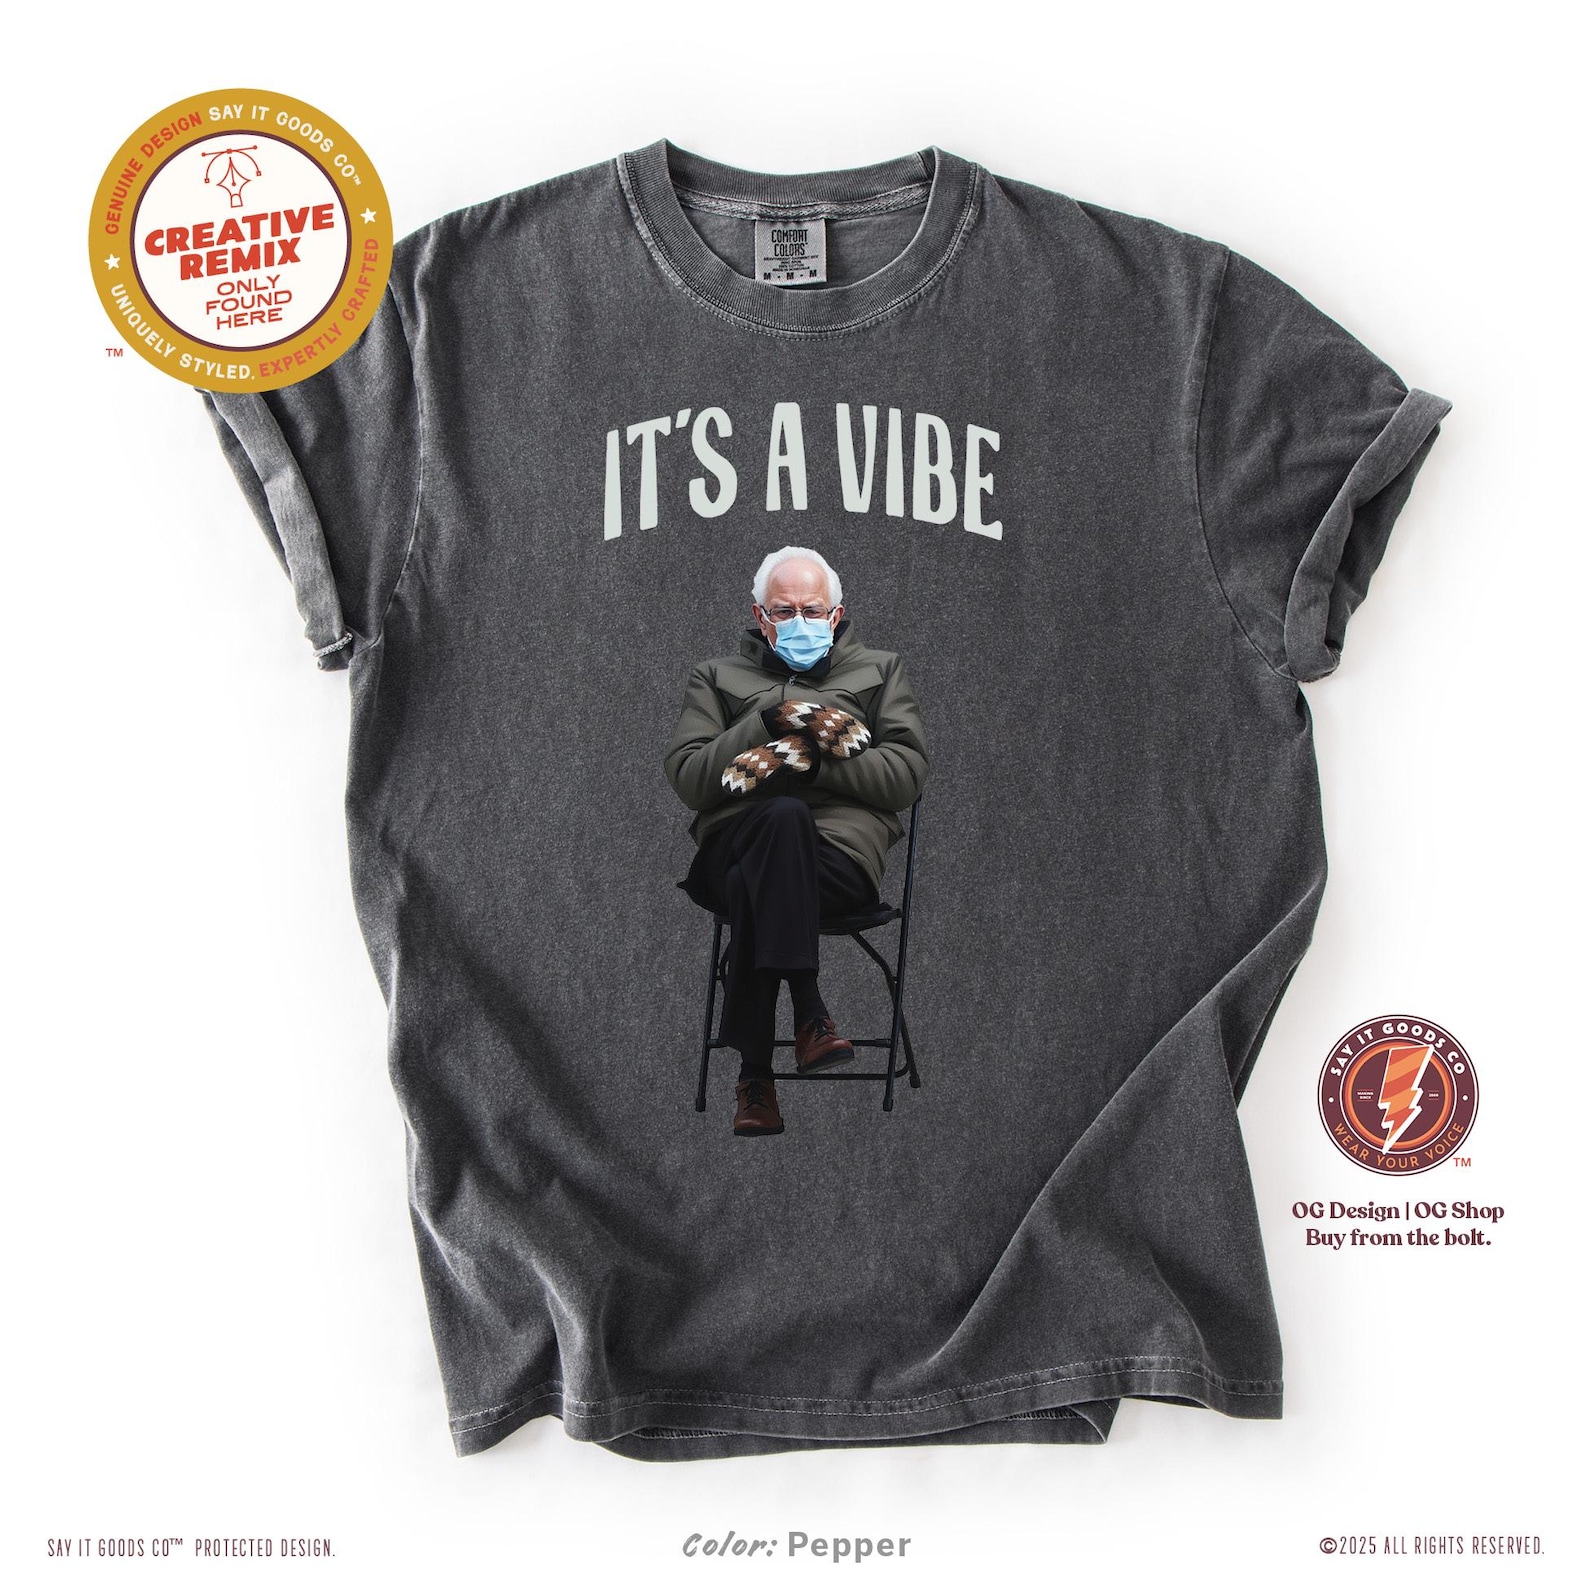 GENUINE DESIGN SAY IT GOODS CO™
CREATIVE
REMIX
ONLY
FOUND
HERE
UNIQUELY STYLED. EXPERTLY CRAFTED
TM
COMFORT
COLORS
M - M - M
IT'S A VIBE
SAY IT GOODS CO
WEAR YOUR VOICE
TM
OG Design | OG Shop
Buy from the bolt.
SAY IT GOODS CO™ PROTECTED DESIGN.
Color: Pepper
©2025 ALL RIGHTS RESERVED.